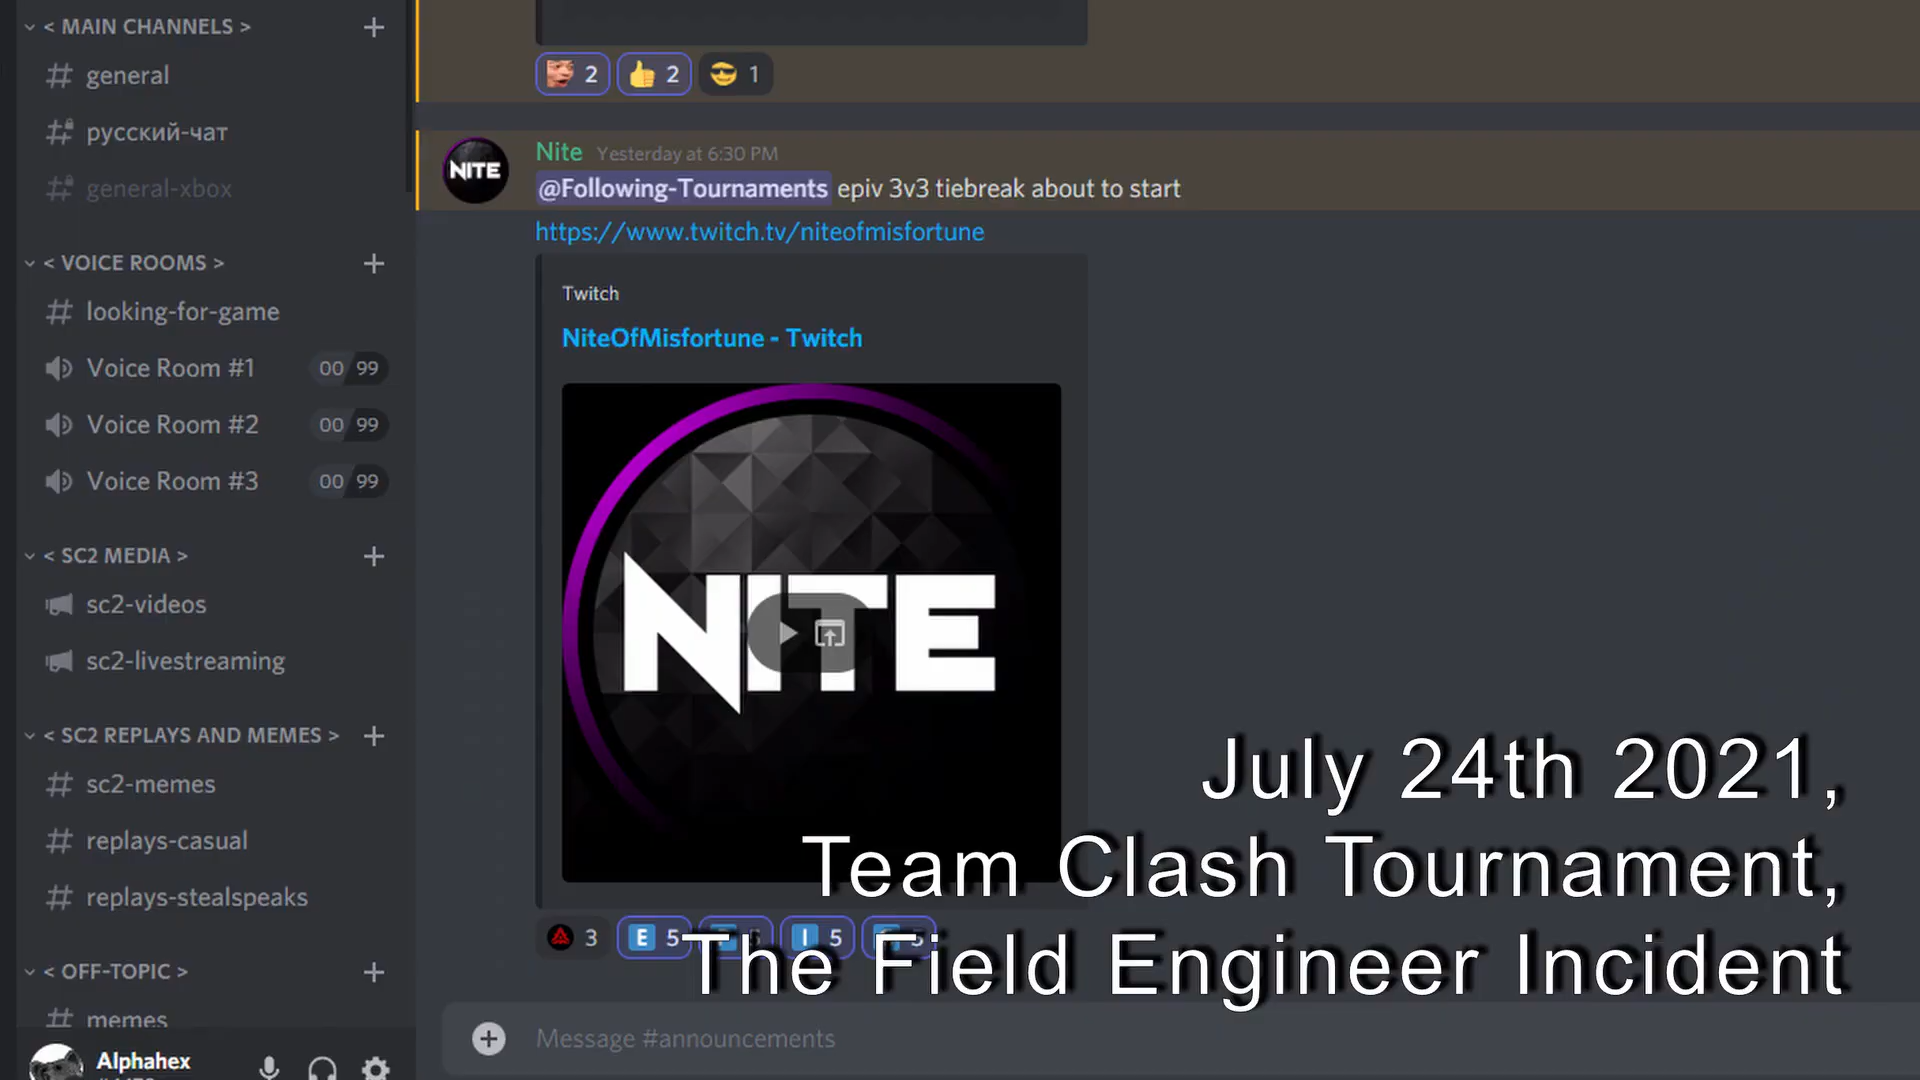 < MAIN CHANNELS >
general
русский-чат
general-xbox
< VOICE ROOMS >
looking-for-game
Voice Room #1 00 99
Voice Room #2 00 99
Voice Room #3 00 99
< SC2 MEDIA >
sc2-videos
sc2-livestreaming
< SC2 REPLAYS AND MEMES >
sc2-memes
replays-casual
replays-stealspeaks
< OFF-TOPIC >
memes
Alphahex
2 2 1
NITE
Nite Yesterday at 6:30 PM
@Following-Tournaments epiv 3v3 tiebreak about to start
https://www.twitch.tv/niteofmisfortune
Twitch
NiteOfMisfortune - Twitch
NITE
3 E 5 5 I 5 5
Message #announcements
July 24th 2021,
Team Clash Tournament,
The Field Engineer Incident